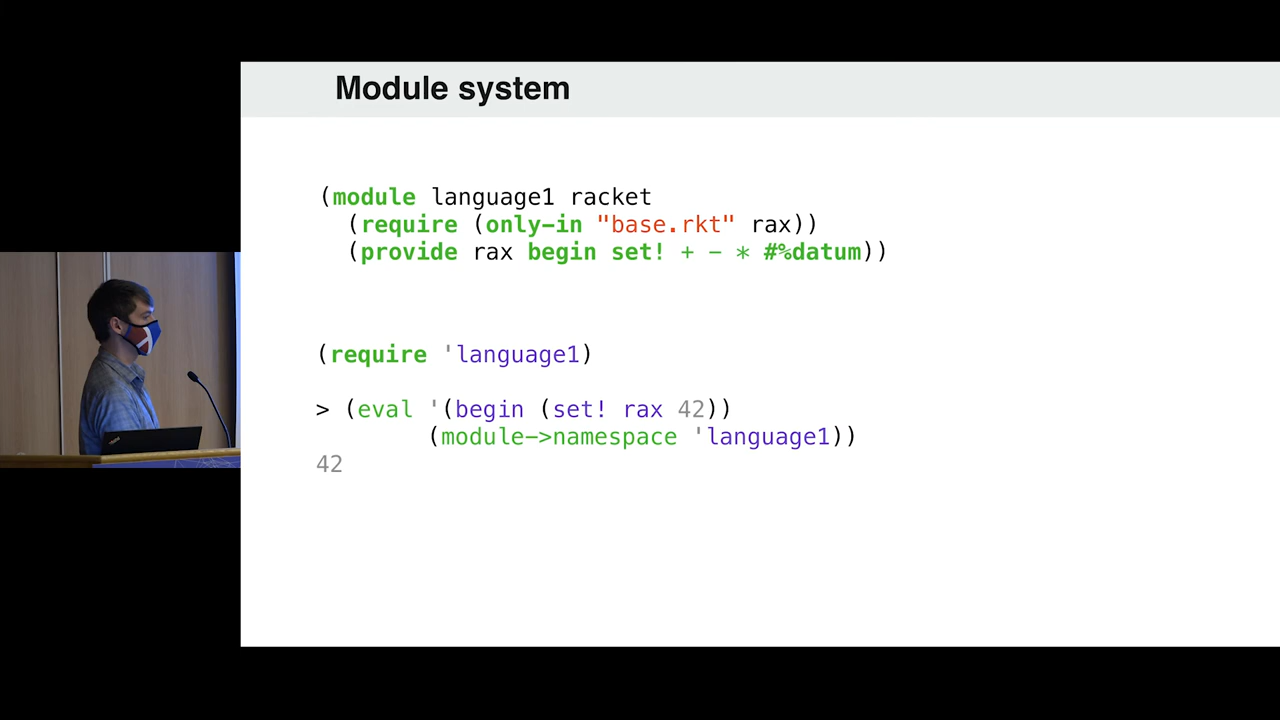 Module system
(module language1 racket
(require (only-in "base.rkt" rax))
(provide rax begin set! + - * #%datum))
(require 'language1)
> (eval '(begin (set! rax 42))
(module->namespace 'language1))
42